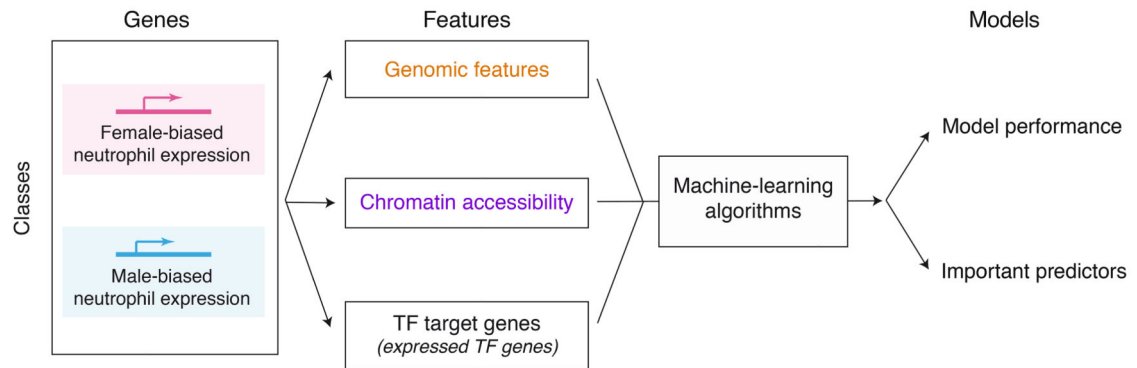 Genes
Features
Models
Classes
Female-biased
neutrophil expression
Male-biased
neutrophil expression
Genomic features
Chromatin accessibility
TF target genes
(expressed TF genes)
Machine-learning
algorithms
Model performance
Important predictors